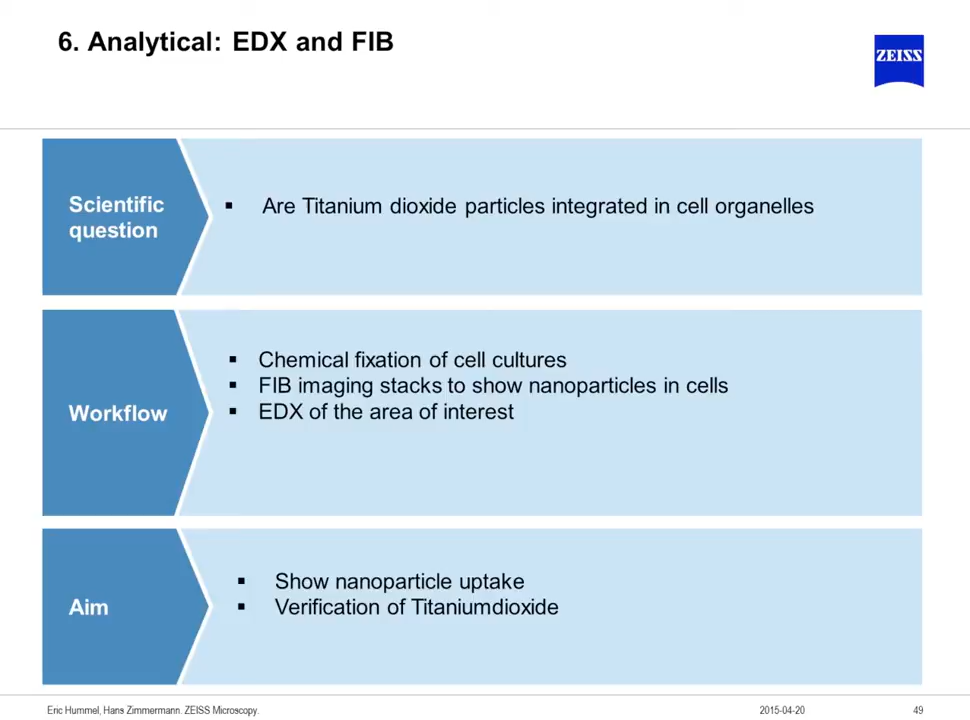 6. Analytical: EDX and FIB
ZEISS
Scientific
question
▪ Are Titanium dioxide particles integrated in cell organelles
Workflow
▪ Chemical fixation of cell cultures
▪ FIB imaging stacks to show nanoparticles in cells
▪ EDX of the area of interest
Aim
▪ Show nanoparticle uptake
▪ Verification of Titaniumdioxide
Eric Hummel, Hans Zimmermann. ZEISS Microscopy.
2015-04-20
49